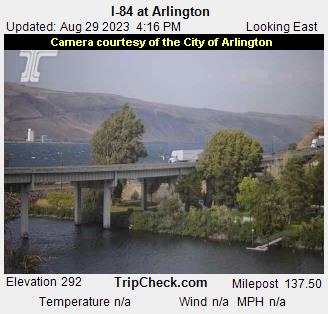 I-84 at Arlington
Updated: Aug 29 2023 4:16 PM Looking East
Camera courtesy of the City of Arlington
Elevation 292 TripCheck.com Milepost 137.50
Temperature n/a Wind n/a MPH n/a